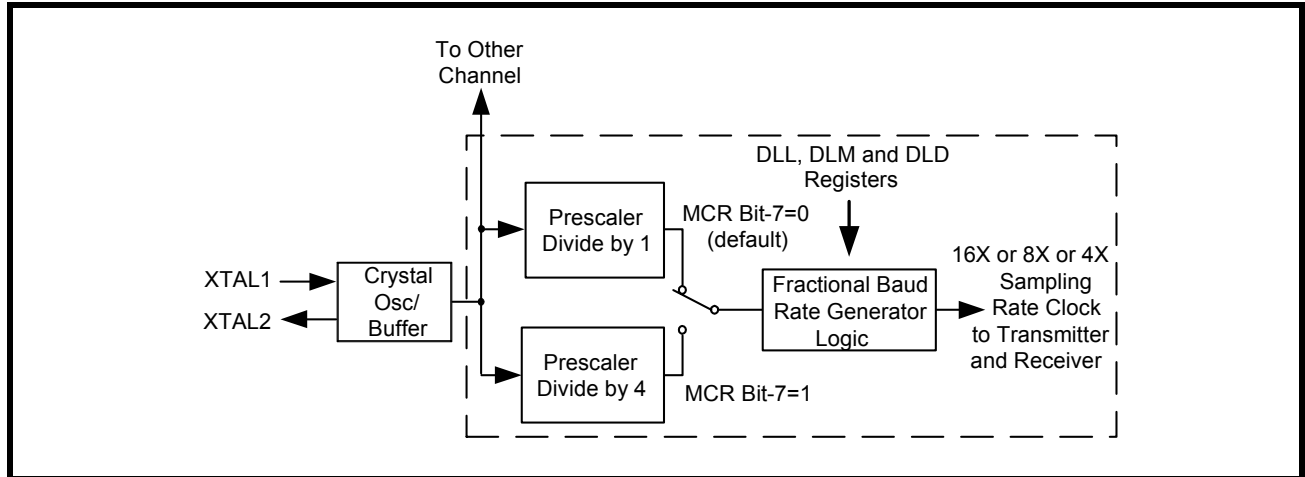 To Other
Channel
DLL, DLM and DLD
Registers
Prescaler
Divide by 1
MCR Bit-7=0
(default)
16X or 8X or 4X
Sampling
Rate Clock
to Transmitter
and Receiver
XTAL1
XTAL2
Crystal
Osc/
Buffer
Fractional Baud
Rate Generator
Logic
Prescaler
Divide by 4
MCR Bit-7=1